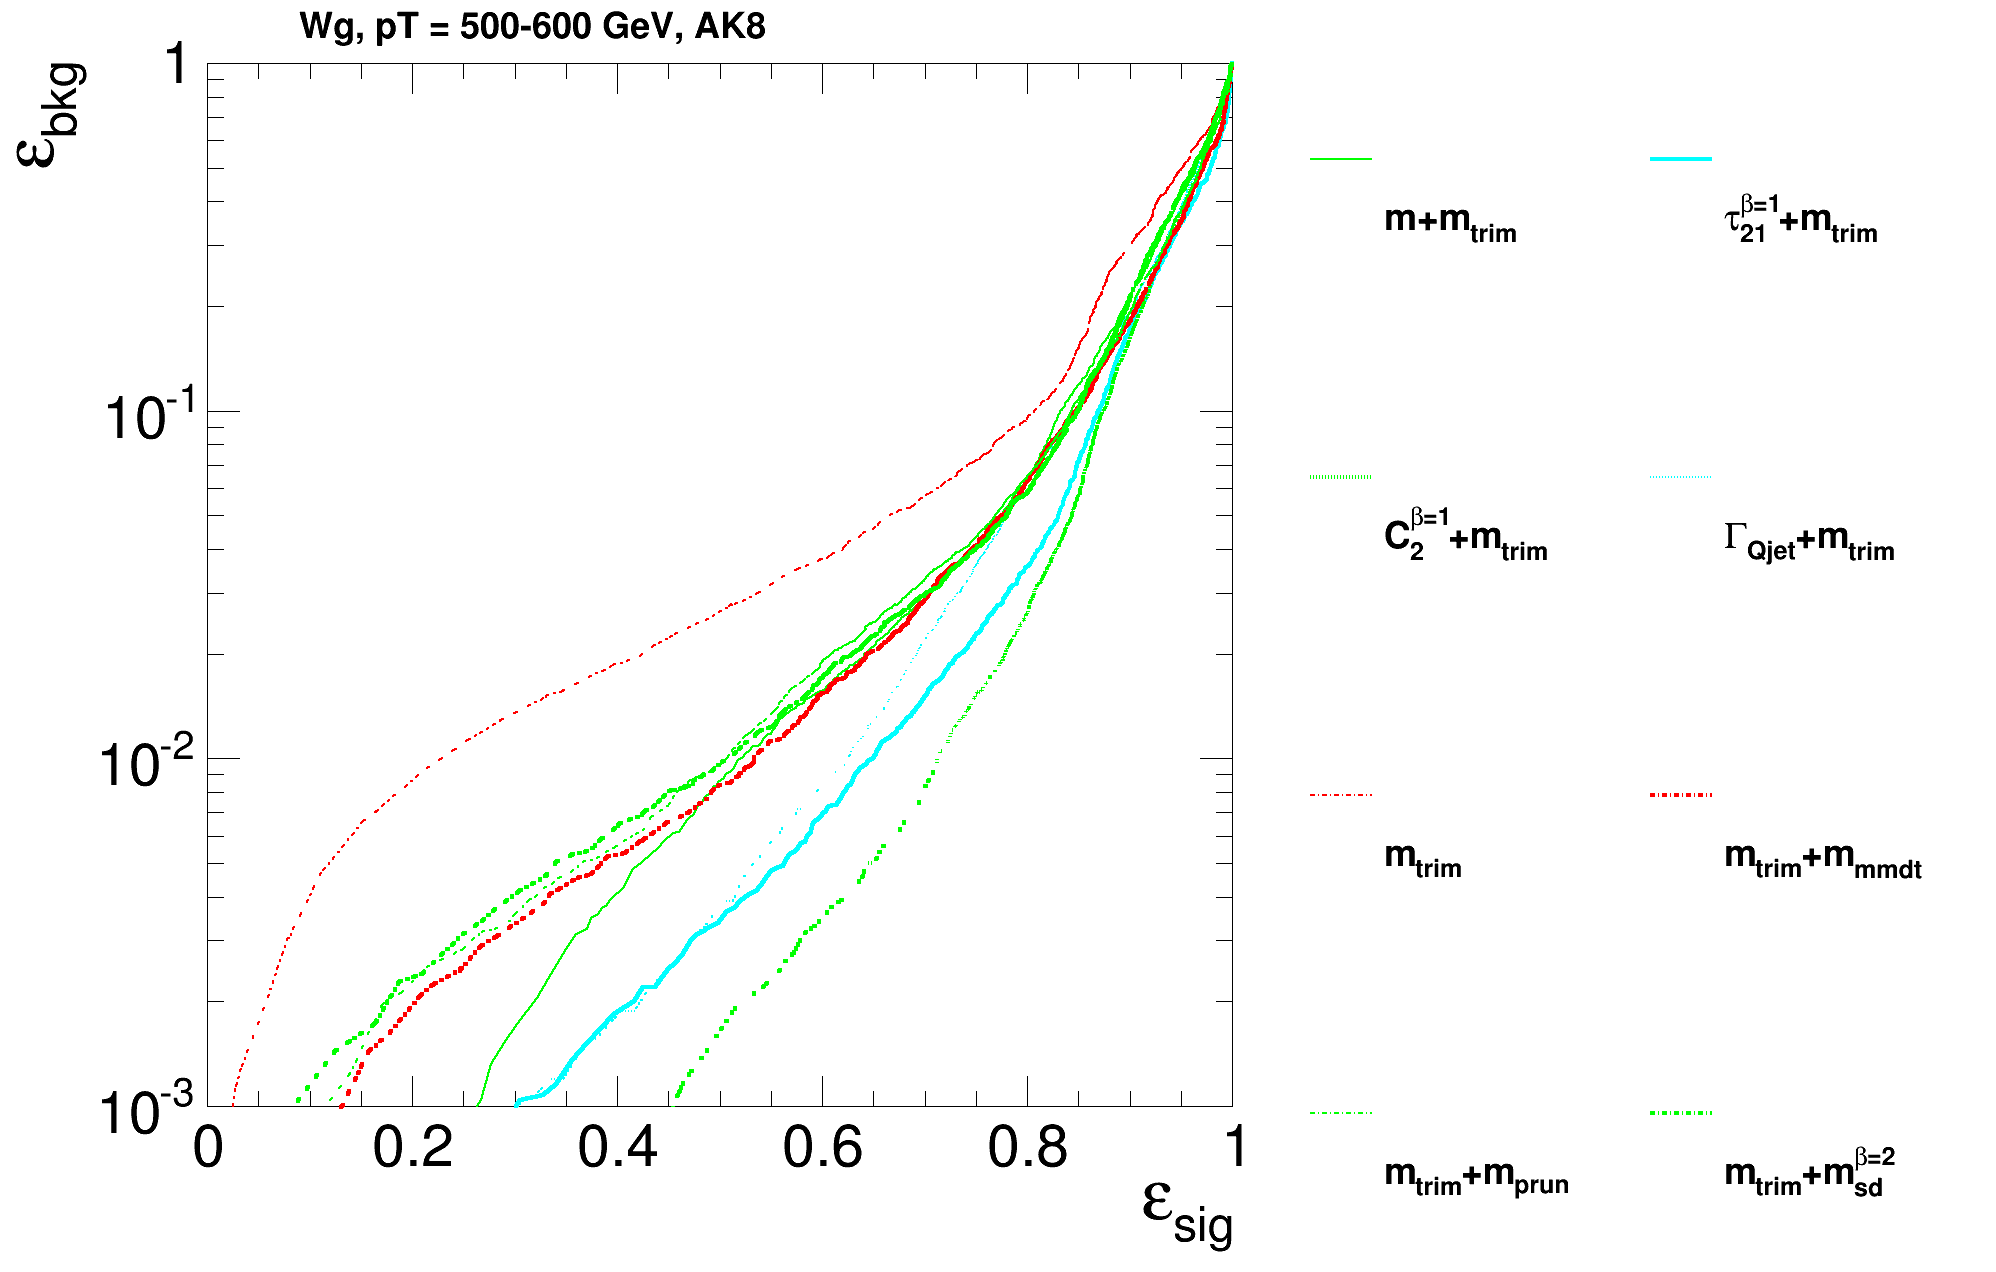 Wg, pT = 500-600 GeV, AK8
ε_bkg
1
10^-1
10^-2
10^-3
0 0.2 0.4 0.6 0.8 1
ε_sig
m+m_trim
τ_21^β=1+m_trim
C_2^β=1+m_trim
Γ_Qjet+m_trim
m_trim
m_trim+m_mmdt
m_trim+m_prun
m_trim+m_sd^β=2